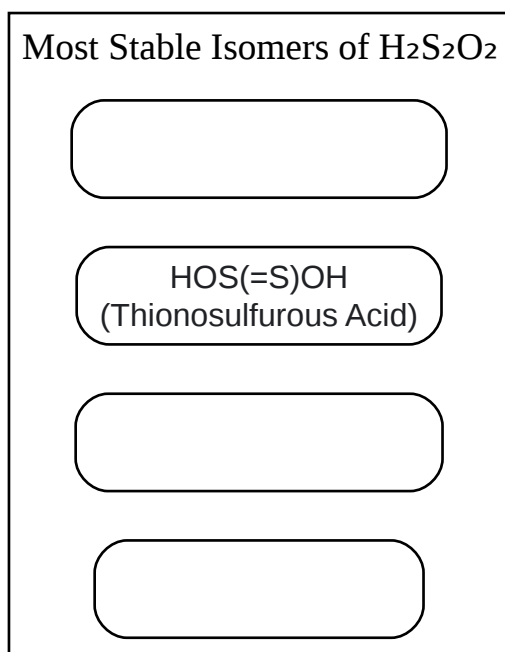 Most Stable Isomers of H₂S₂O₂
HOS(=S)OH
(Thionosulfurous Acid)